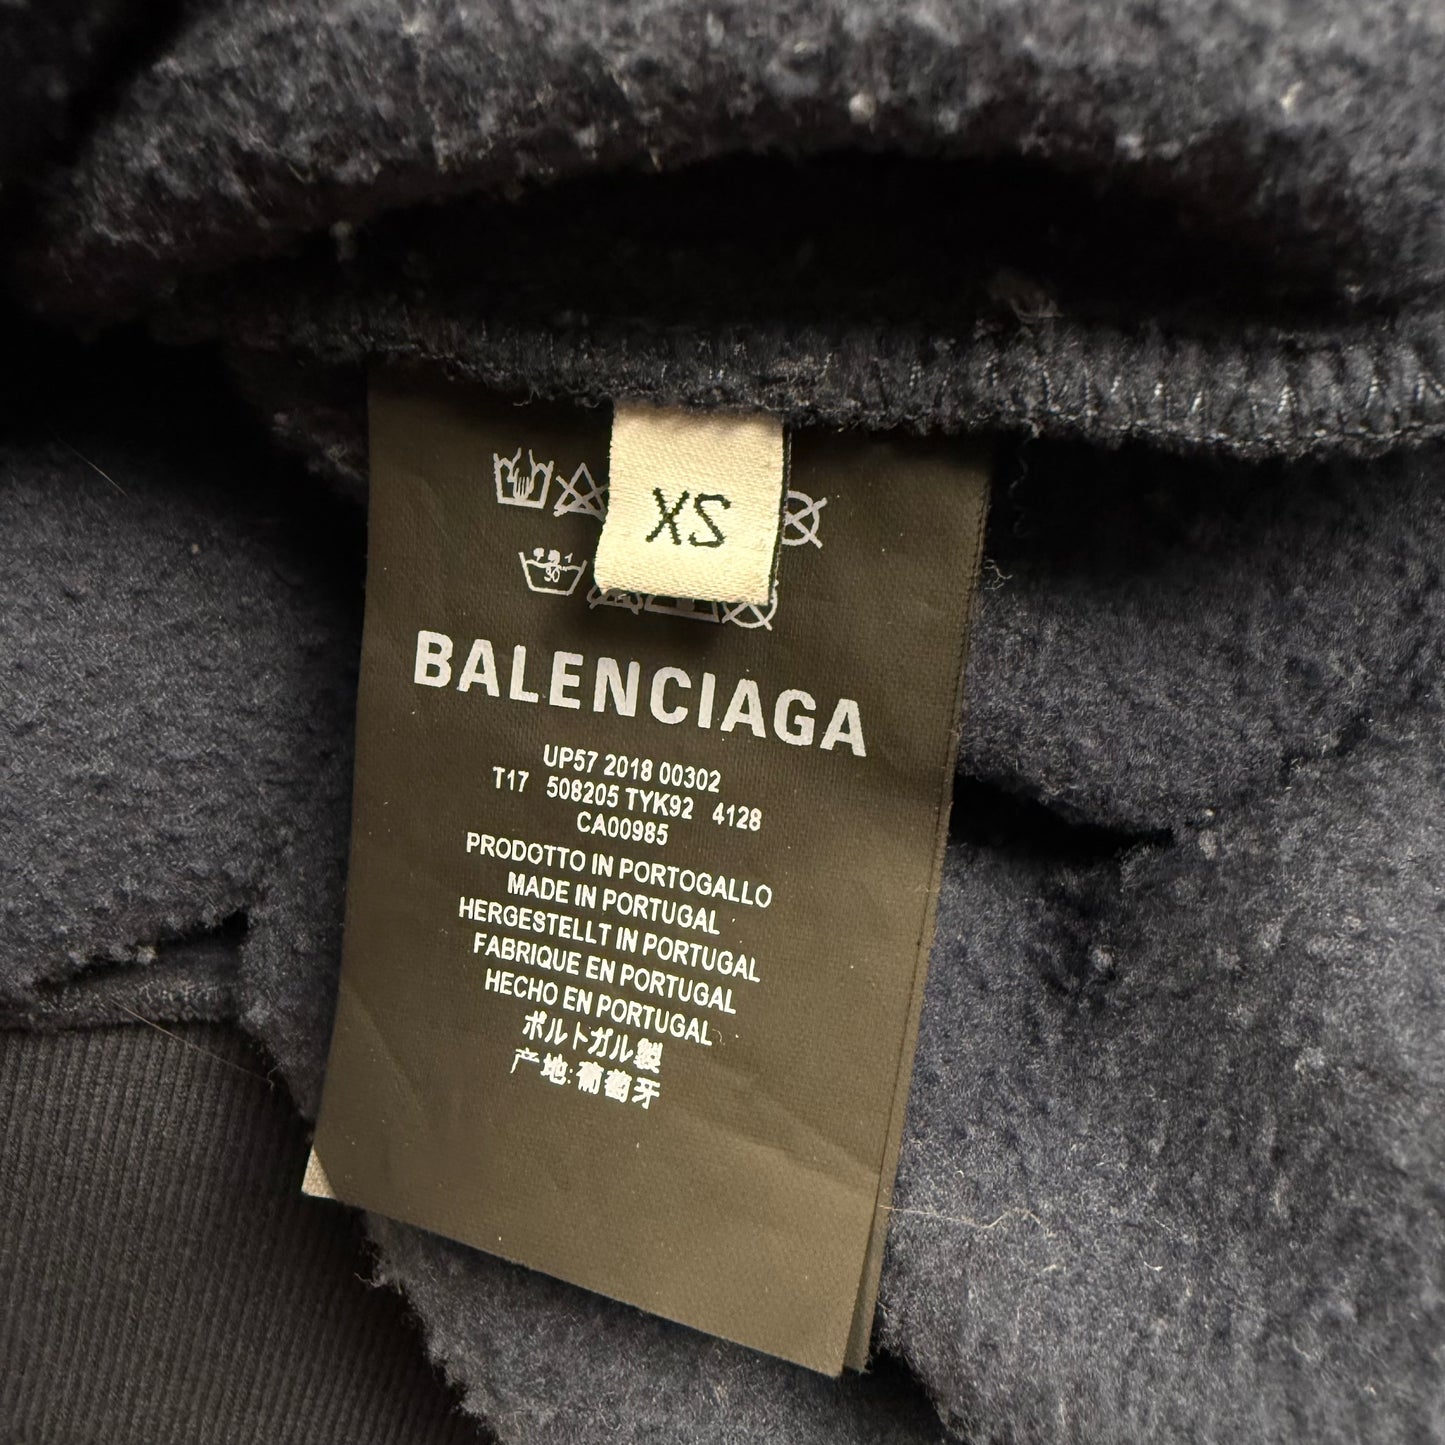 XS
30
BALENCIAGA
UP57 2018 00302
T17 508205 TYK92 4128
CA00985
PRODOTTO IN PORTOGALLO
MADE IN PORTUGAL
HERGESTELLT IN PORTUGAL
FABRIQUE EN PORTUGAL
HECHO EN PORTUGAL
ポルトガル製
产地:葡萄牙